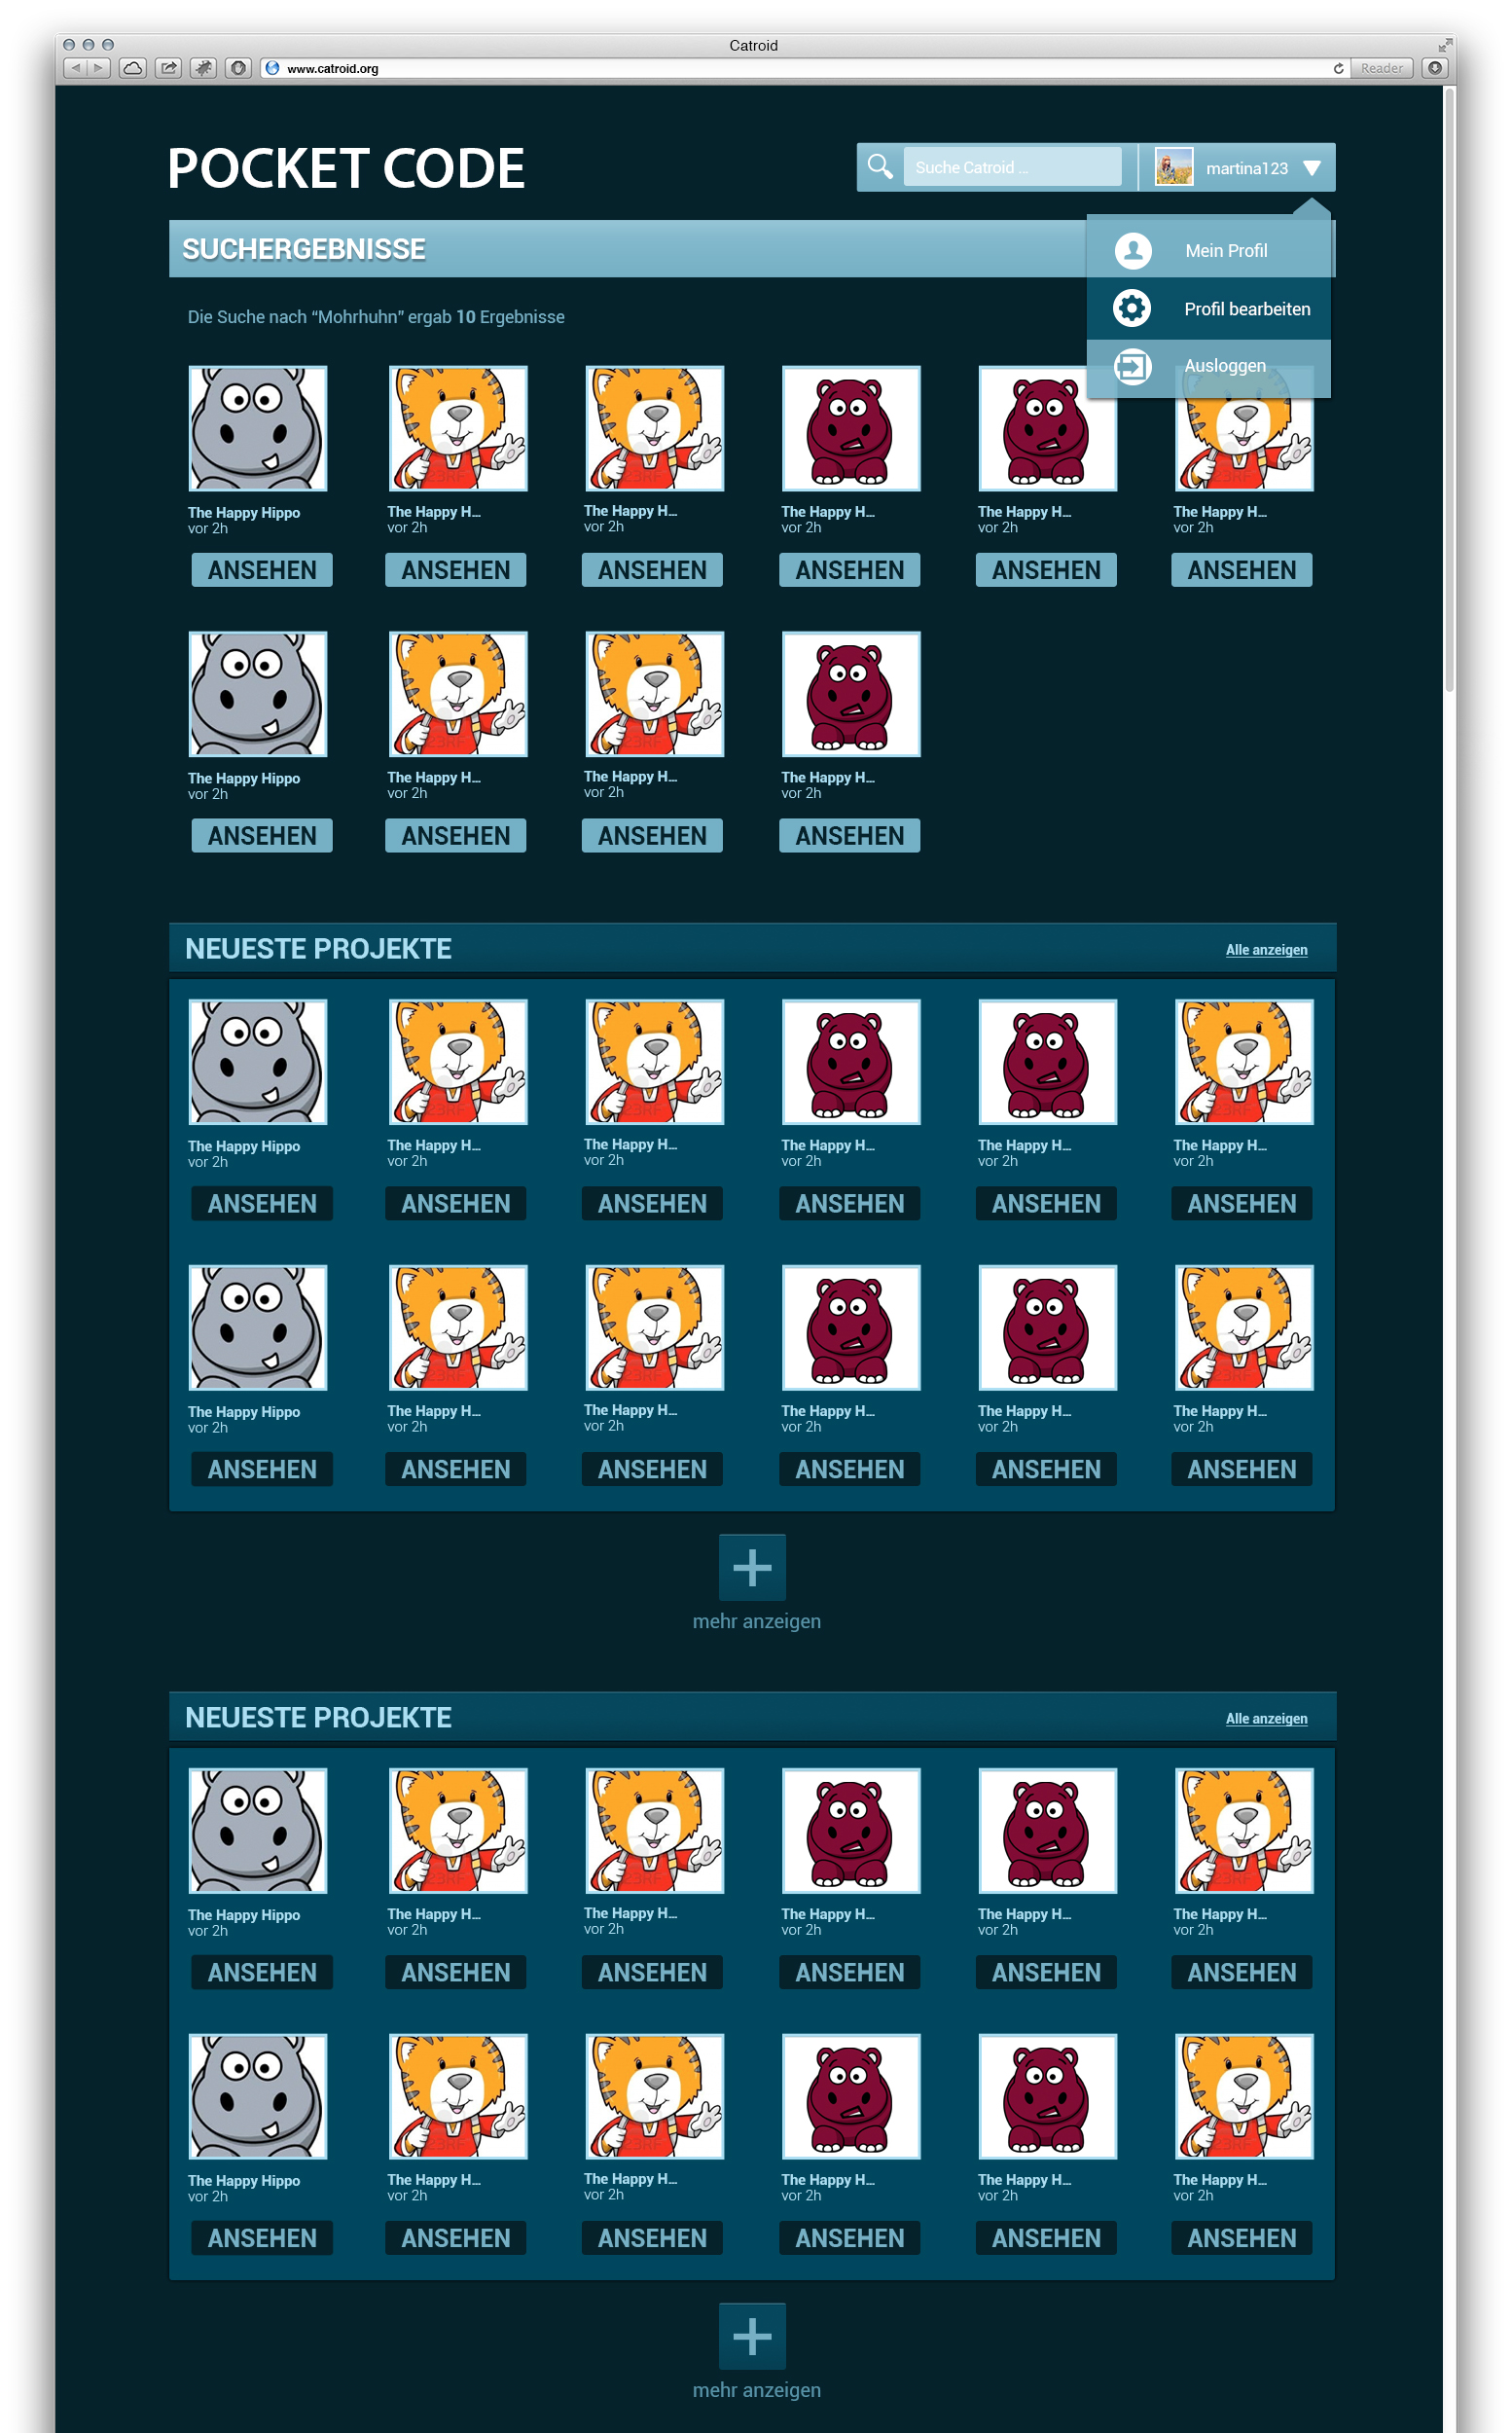 Catroid
www.catroid.org
Reader
POCKET CODE
Suche Catroid ...
martina123
SUCHERGEBNISSE
Mein Profil
Profil bearbeiten
Ausloggen
Die Suche nach “Mohrhuhn” ergab 10 Ergebnisse
The Happy Hippo The Happy H... The Happy H... The Happy H... The Happy H... The Happy H...
vor 2h vor 2h vor 2h vor 2h vor 2h vor 2h
ANSEHEN ANSEHEN ANSEHEN ANSEHEN ANSEHEN ANSEHEN
The Happy Hippo The Happy H... The Happy H... The Happy H...
vor 2h vor 2h vor 2h vor 2h
ANSEHEN ANSEHEN ANSEHEN ANSEHEN
NEUESTE PROJEKTE Alle anzeigen
The Happy Hippo The Happy H... The Happy H... The Happy H... The Happy H... The Happy H...
vor 2h vor 2h vor 2h vor 2h vor 2h vor 2h
ANSEHEN ANSEHEN ANSEHEN ANSEHEN ANSEHEN ANSEHEN
The Happy Hippo The Happy H... The Happy H... The Happy H... The Happy H... The Happy H...
vor 2h vor 2h vor 2h vor 2h vor 2h vor 2h
ANSEHEN ANSEHEN ANSEHEN ANSEHEN ANSEHEN ANSEHEN
mehr anzeigen
NEUESTE PROJEKTE Alle anzeigen
The Happy Hippo The Happy H... The Happy H... The Happy H... The Happy H... The Happy H...
vor 2h vor 2h vor 2h vor 2h vor 2h vor 2h
ANSEHEN ANSEHEN ANSEHEN ANSEHEN ANSEHEN ANSEHEN
The Happy Hippo The Happy H... The Happy H... The Happy H... The Happy H... The Happy H...
vor 2h vor 2h vor 2h vor 2h vor 2h vor 2h
ANSEHEN ANSEHEN ANSEHEN ANSEHEN ANSEHEN ANSEHEN
mehr anzeigen